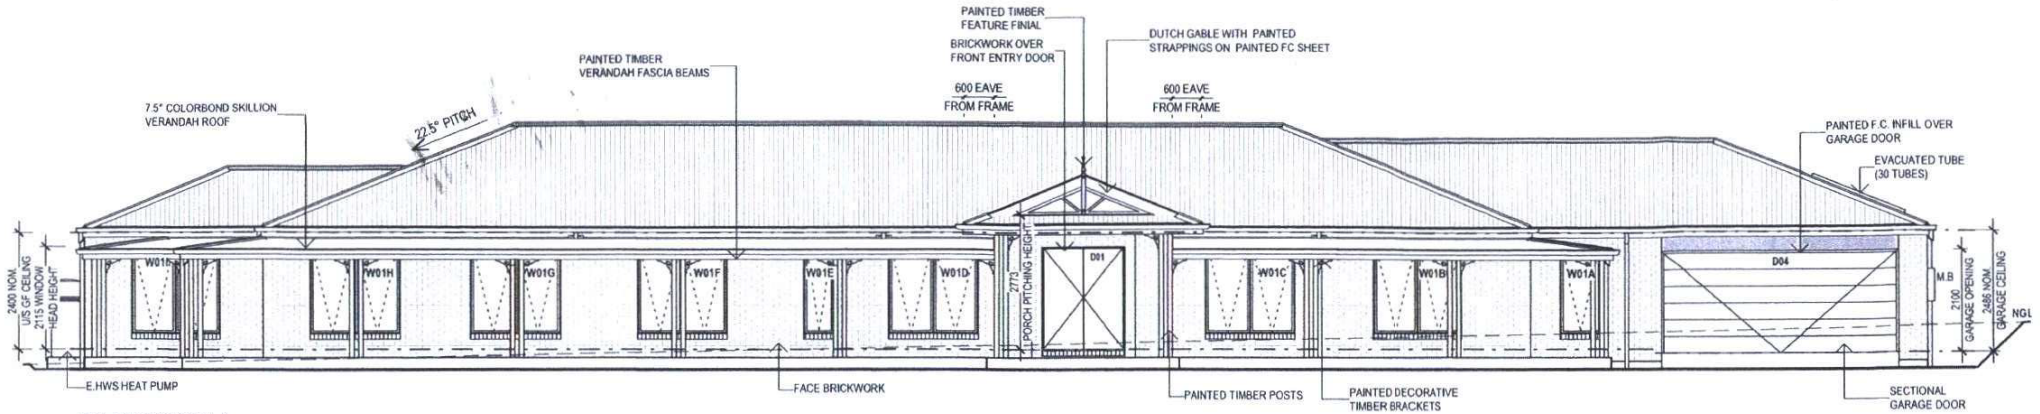 PAINTED TIMBER
FEATURE FINIAL
BRICKWORK OVER
FRONT ENTRY DOOR
DUTCH GABLE WITH PAINTED
STRAPPINGS ON PAINTED FC SHEET
PAINTED TIMBER
VERANDAH FASCIA BEAMS
600 EAVE
FROM FRAME
600 EAVE
FROM FRAME
7.5° COLORBOND SKILLION
VERANDAH ROOF
22.5° PITCH
PAINTED F.C. INFILL OVER
GARAGE DOOR
EVACUATED TUBE
(30 TUBES)
2400 NOM.
U/S GF CEILING
2115 WINDOW
HEAD HEIGHT
W01H
W01G
W01F
W01E
W01D
2773
PORCH PITCHING HEIGHT
D01
W01C
W01B
W01A
D04
M.B
2100
GARAGE OPENING
2486 NOM
GARAGE CEILING
NGL
E.HWS HEAT PUMP
FACE BRICKWORK
PAINTED TIMBER POSTS
PAINTED DECORATIVE
TIMBER BRACKETS
SECTIONAL
GARAGE DOOR